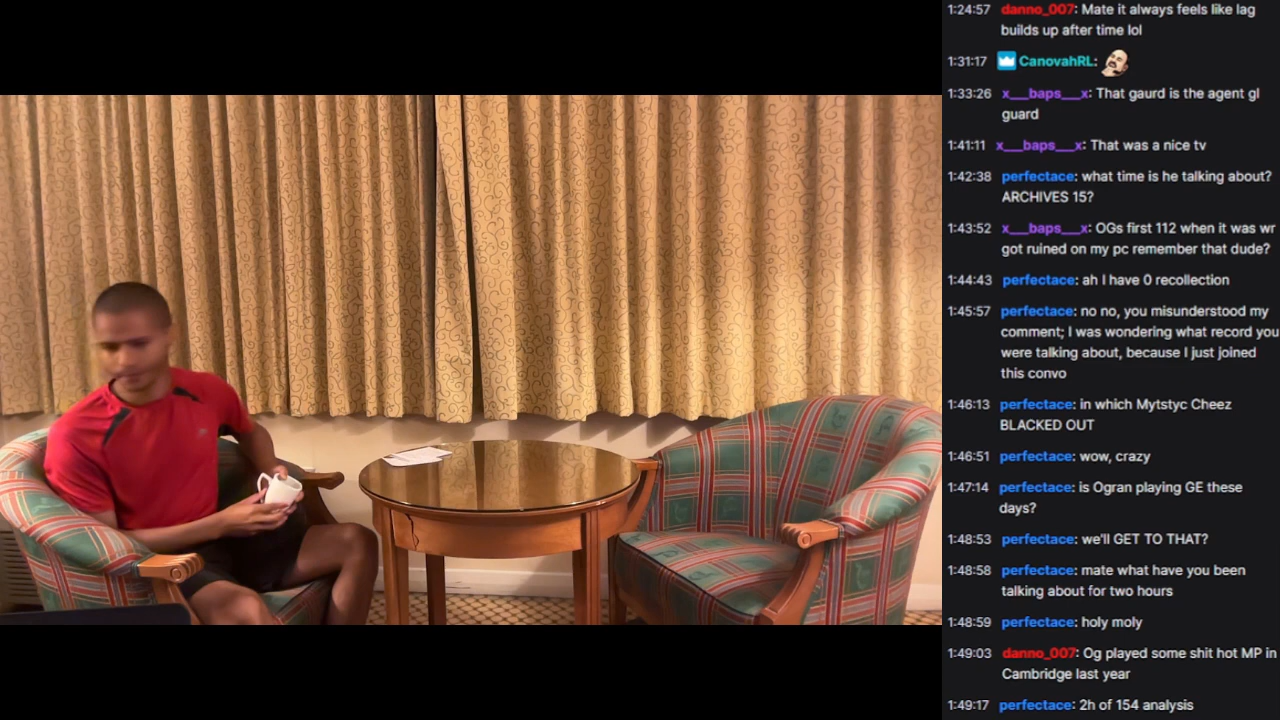 1:24:57 danno_007: Mate it always feels like lag
builds up after time lol
1:31:17 CanovahRL:
1:33:26 x___baps___x: That gaurd is the agent gl
guard
1:41:11 x___baps___x: That was a nice tv
1:42:38 perfectace: what time is he talking about?
ARCHIVES 15?
1:43:52 x___baps___x: OGs first 112 when it was wr
got ruined on my pc remember that dude?
1:44:43 perfectace: ah I have 0 recollection
1:45:57 perfectace: no no, you misunderstood my
comment; I was wondering what record you
were talking about, because I just joined
this convo
1:46:13 perfectace: in which Mytstyc Cheez
BLACKED OUT
1:46:51 perfectace: wow, crazy
1:47:14 perfectace: is Ogran playing GE these
days?
1:48:53 perfectace: we'll GET TO THAT?
1:48:58 perfectace: mate what have you been
talking about for two hours
1:48:59 perfectace: holy moly
1:49:03 danno_007: Og played some shit hot MP in
Cambridge last year
1:49:17 perfectace: 2h of 154 analysis